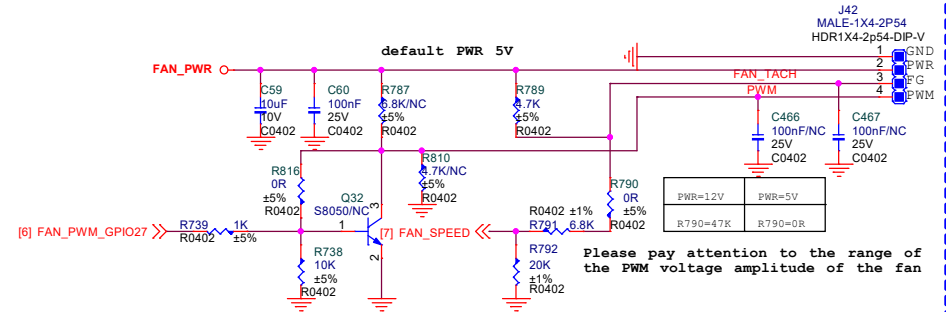 J42
MALE-1X4-2P54
HDR1X4-2p54-DIP-V
default PWR 5V
1 GND
2 PWR
3 FG
4 PWM
FAN_PWR
FAN_TACH
PWM
C59
10uF
10V
C0402
C60
100nF
25V
C0402
R787
6.8K/NC
±5%
R0402
R789
4.7K
±5%
R0402
C466
100nF/NC
25V
C0402
C467
100nF/NC
25V
C0402
R816
0R
±5%
R0402
R810
4.7K/NC
±5%
R0402
Q32
S8050/NC
3
1
2
R790
0R
±5%
R0402
PWR=12V PWR=5V
R790=47K R790=0R
[6] FAN_PWM_GPIO27
R739 1K
R0402 ±5%
[7] FAN_SPEED
R0402 ±1%
R791 6.8K
R738
10K
±5%
R0402
R792
20K
±1%
R0402
Please pay attention to the range of
the PWM voltage amplitude of the fan